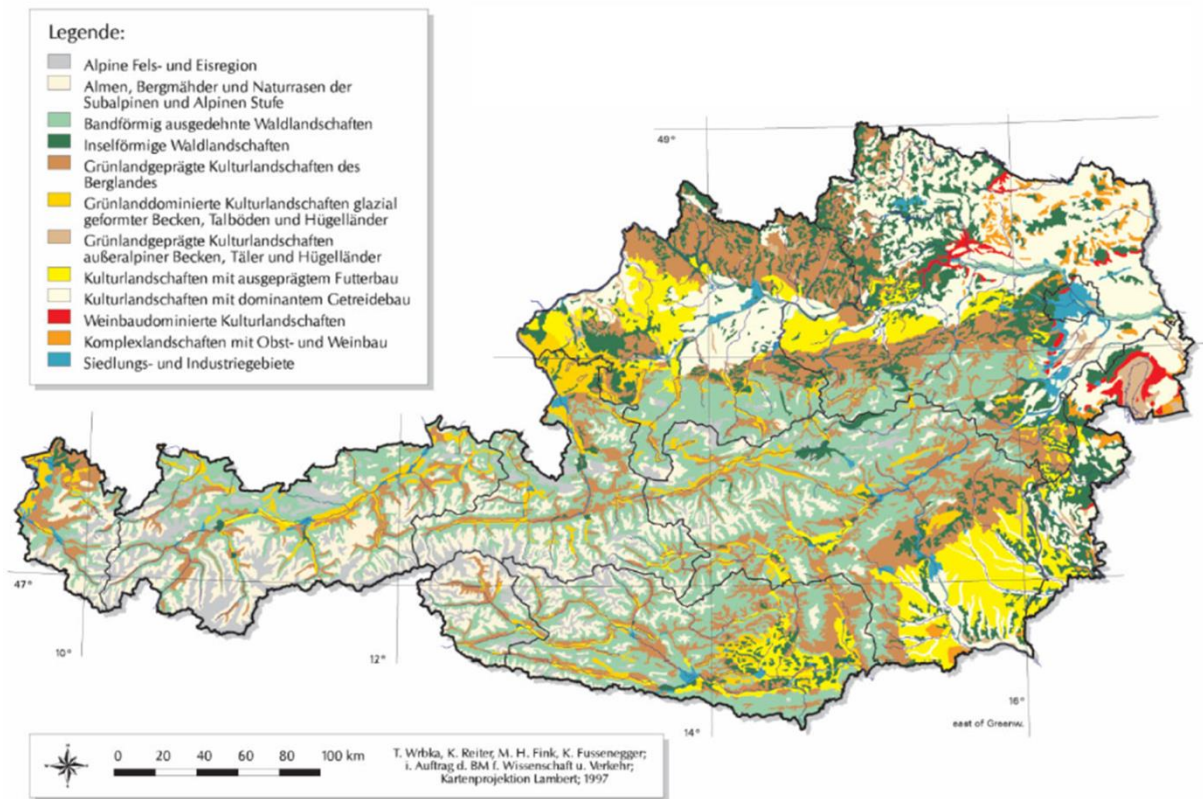 Legende:
Alpine Fels- und Eisregion
Almen, Bergmähder und Naturrasen der
Subalpinen und Alpinen Stufe
Bandförmig ausgedehnte Waldlandschaften
Inselförmige Waldlandschaften
Grünlandgeprägte Kulturlandschaften des
Berglandes
Grünlanddominierte Kulturlandschaften glazial
geformter Becken, Talböden und Hügelländer
Grünlandgeprägte Kulturlandschaften
außeralpiner Becken, Täler und Hügelländer
Kulturlandschaften mit ausgeprägtem Futterbau
Kulturlandschaften mit dominantem Getreidebau
Weinbaudominierte Kulturlandschaften
Komplexlandschaften mit Obst- und Weinbau
Siedlungs- und Industriegebiete
49°
47°
10°
12°
14°
16°
east of Greenw.
0 20 40 60 80 100 km
T. Wrbka, K. Reiter, M. H. Fink, K. Fussenegger;
i. Auftrag d. BM f. Wissenschaft u. Verkehr;
Kartenprojektion Lambert; 1997